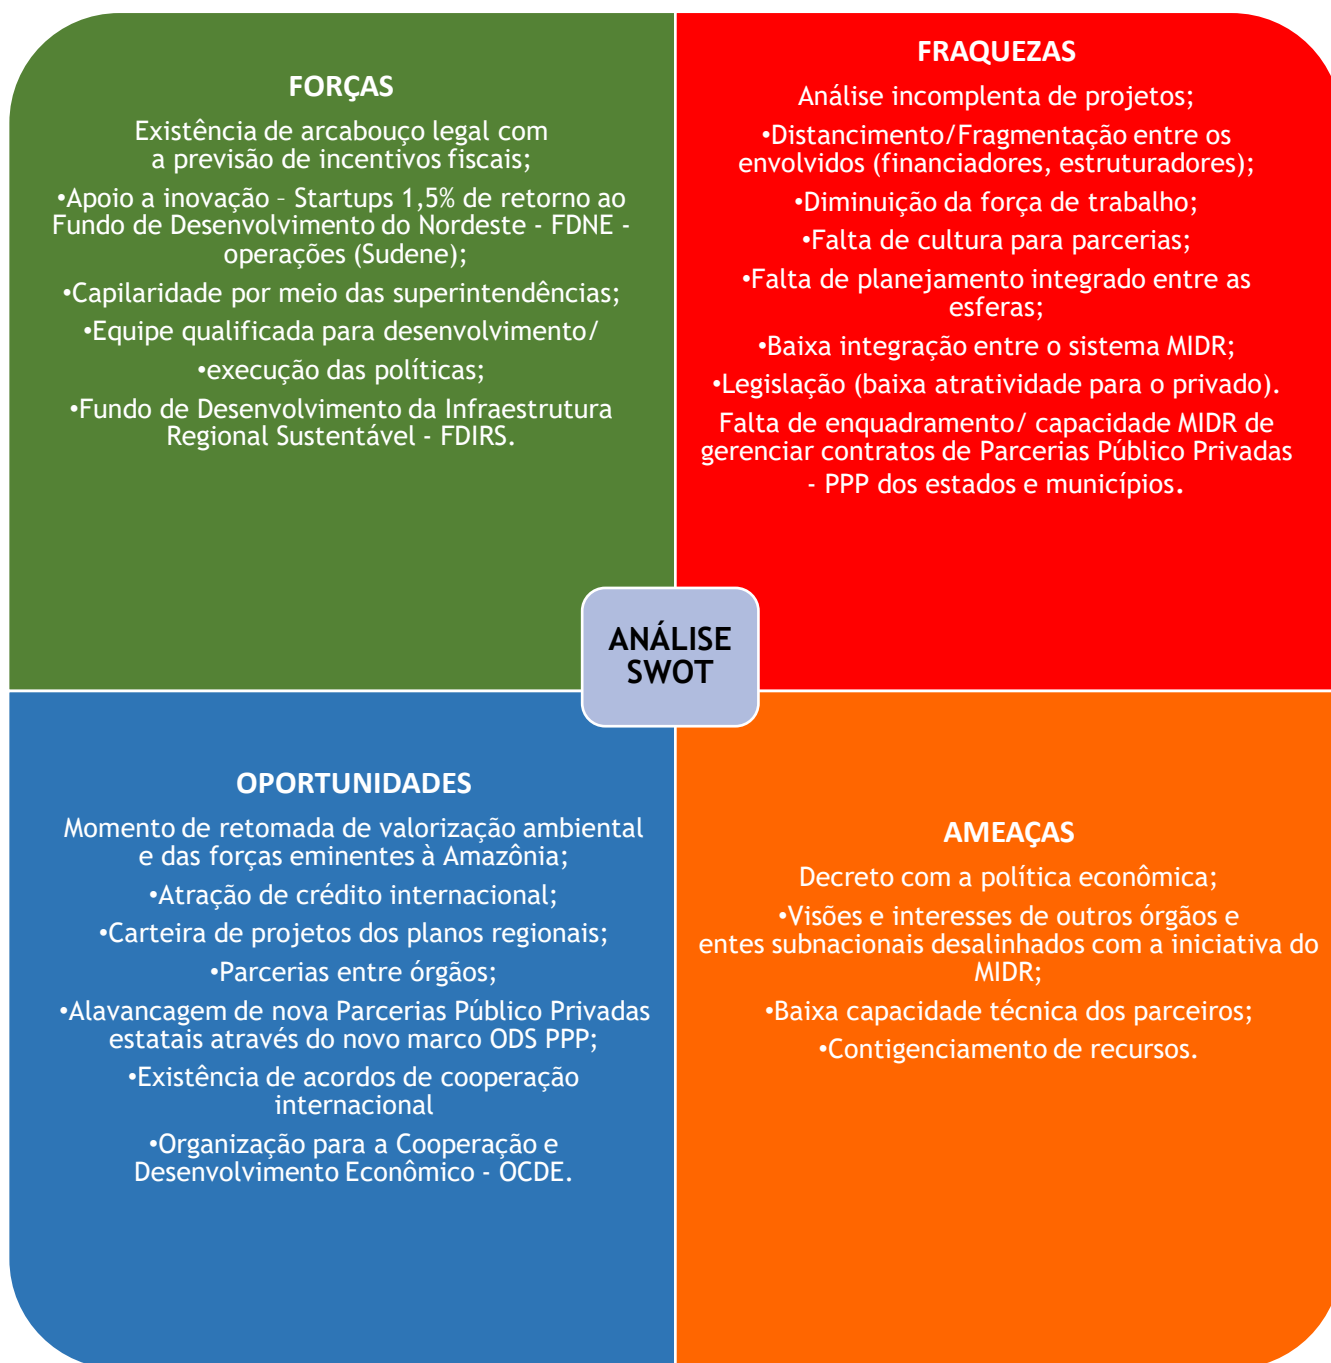 FORÇAS
Existência de arcabouço legal com
a previsão de incentivos fiscais;
•Apoio a inovação – Startups 1,5% de retorno ao
Fundo de Desenvolvimento do Nordeste - FDNE -
operações (Sudene);
•Capilaridade por meio das superintendências;
•Equipe qualificada para desenvolvimento/
•execução das políticas;
•Fundo de Desenvolvimento da Infraestrutura
Regional Sustentável - FDIRS.
FRAQUEZAS
Análise incomplenta de projetos;
•Distancimento/Fragmentação entre os
envolvidos (financiadores, estruturadores);
•Diminuição da força de trabalho;
•Falta de cultura para parcerias;
•Falta de planejamento integrado entre as
esferas;
•Baixa integração entre o sistema MIDR;
•Legislação (baixa atratividade para o privado).
Falta de enquadramento/ capacidade MIDR de
gerenciar contratos de Parcerias Público Privadas
- PPP dos estados e municípios.
ANÁLISE
SWOT
OPORTUNIDADES
Momento de retomada de valorização ambiental
e das forças eminentes à Amazônia;
•Atração de crédito internacional;
•Carteira de projetos dos planos regionais;
•Parcerias entre órgãos;
•Alavancagem de nova Parcerias Público Privadas
estatais através do novo marco ODS PPP;
•Existência de acordos de cooperação
internacional
•Organização para a Cooperação e
Desenvolvimento Econômico - OCDE.
AMEAÇAS
Decreto com a política econômica;
•Visões e interesses de outros órgãos e
entes subnacionais desalinhados com a iniciativa do
MIDR;
•Baixa capacidade técnica dos parceiros;
•Contigenciamento de recursos.